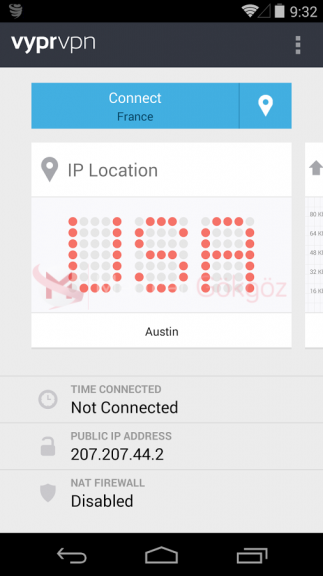 9:32
vyprvpn
Connect
France
IP Location
80 K
64 K
48 K
32 K
16 K
USA
Gökgöz
Austin
TIME CONNECTED
Not Connected
PUBLIC IP ADDRESS
207.207.44.2
NAT FIREWALL
Disabled